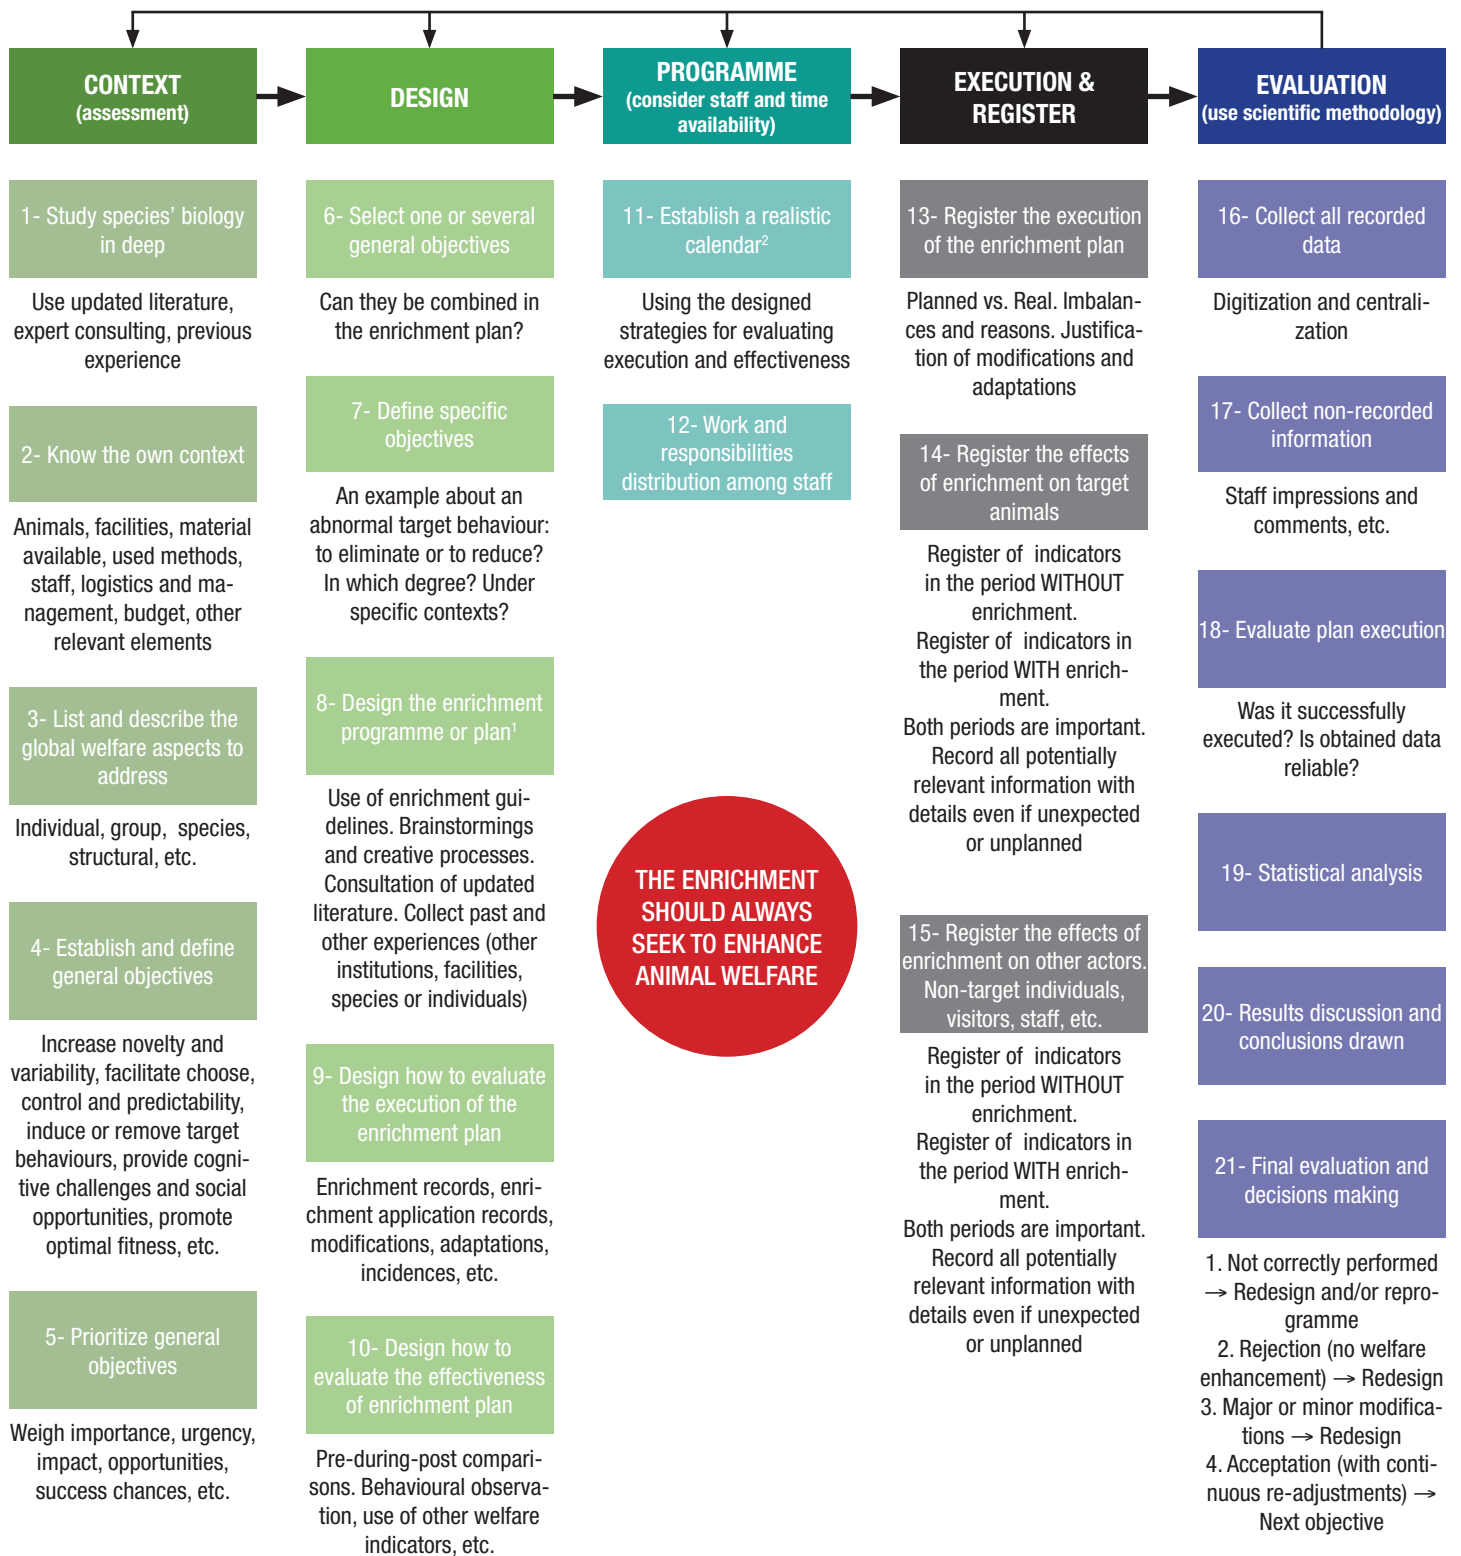 CONTEXT
(assessment)
1- Study species’ biology
in deep
Use updated literature,
expert consulting, previous
experience
2- Know the own context
Animals, facilities, material
available, used methods,
staff, logistics and ma-
nagement, budget, other
relevant elements
3- List and describe the
global welfare aspects to
address
Individual, group, species,
structural, etc.
4- Establish and define
general objectives
Increase novelty and
variability, facilitate choose,
control and predictability,
induce or remove target
behaviours, provide cogni-
tive challenges and social
opportunities, promote
optimal fitness, etc.
5- Prioritize general
objectives
Weigh importance, urgency,
impact, opportunities,
success chances, etc.
DESIGN
6- Select one or several
general objectives
Can they be combined in
the enrichment plan?
7- Define specific
objectives
An example about an
abnormal target behaviour:
to eliminate or to reduce?
In which degree? Under
specific contexts?
8- Design the enrichment
programme or plan¹
Use of enrichment gui-
delines. Brainstormings
and creative processes.
Consultation of updated
literature. Collect past and
other experiences (other
institutions, facilities,
species or individuals)
9- Design how to evaluate
the execution of the
enrichment plan
Enrichment records, enri-
chment application records,
modifications, adaptations,
incidences, etc.
10- Design how to
evaluate the effectiveness
of enrichment plan
Pre-during-post compari-
sons. Behavioural observa-
tion, use of other welfare
indicators, etc.
PROGRAMME
(consider staff and time
availability)
11- Establish a realistic
calendar²
Using the designed
strategies for evaluating
execution and effectiveness
12- Work and
responsibilities
distribution among staff
THE ENRICHMENT
SHOULD ALWAYS
SEEK TO ENHANCE
ANIMAL WELFARE
EXECUTION &
REGISTER
13- Register the execution
of the enrichment plan
Planned vs. Real. Imbalan-
ces and reasons. Justifica-
tion of modifications and
adaptations
14- Register the effects
of enrichment on target
animals
Register of indicators
in the period WITHOUT
enrichment.
Register of indicators in
the period WITH enrich-
ment.
Both periods are important.
Record all potentially
relevant information with
details even if unexpected
or unplanned
15- Register the effects of
enrichment on other actors.
Non-target individuals,
visitors, staff, etc.
Register of indicators
in the period WITHOUT
enrichment.
Register of indicators in
the period WITH enrich-
ment.
Both periods are important.
Record all potentially
relevant information with
details even if unexpected
or unplanned
EVALUATION
(use scientific methodology)
16- Collect all recorded
data
Digitization and centrali-
zation
17- Collect non-recorded
information
Staff impressions and
comments, etc.
18- Evaluate plan execution
Was it successfully
executed? Is obtained data
reliable?
19- Statistical analysis
20- Results discussion and
conclusions drawn
21- Final evaluation and
decisions making
1. Not correctly performed
→ Redesign and/or repro-
gramme
2. Rejection (no welfare
enhancement) → Redesign
3. Major or minor modifica-
tions → Redesign
4. Acceptation (with conti-
nuous re-adjustments) →
Next objective